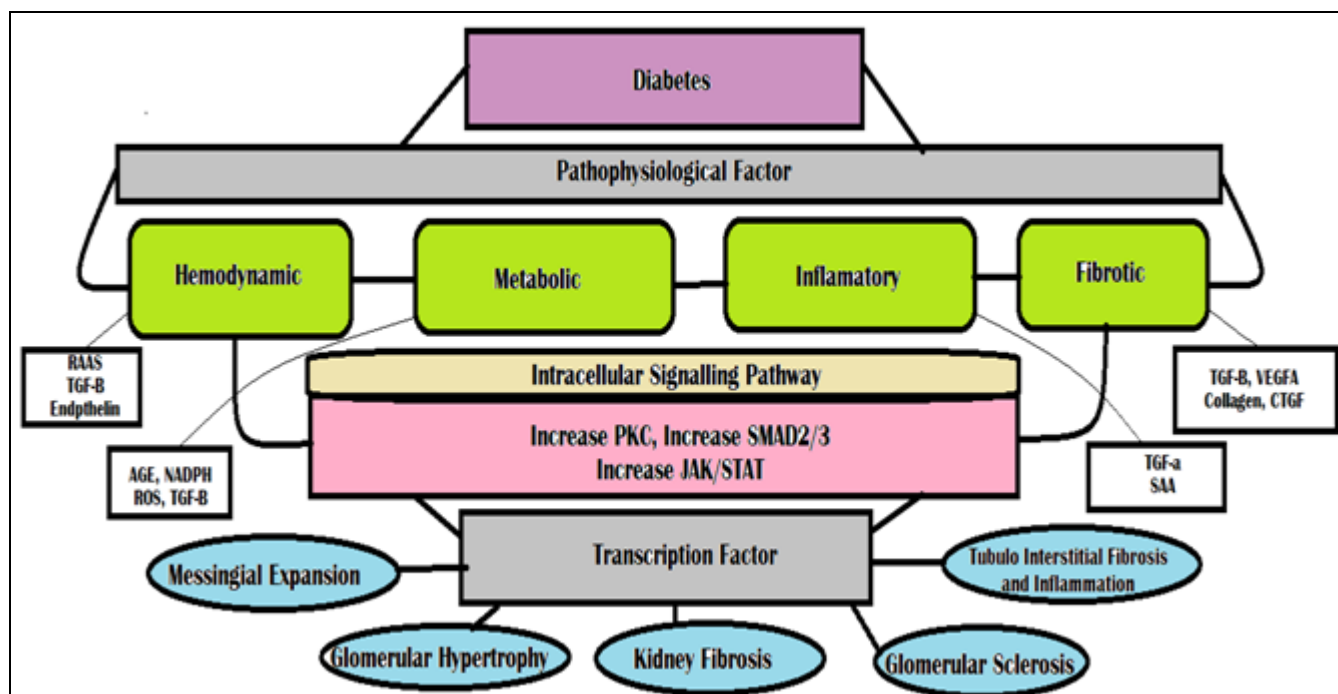 Diabetes
Pathophysiological Factor
Hemodynamic
Metabolic
Inflamatory
Fibrotic
RAAS
TGF-B
Endpthelin
AGE, NADPH
ROS, TGF-B
TGF-a
SAA
TGF-B, VEGFA
Collagen, CTGF
Intracellular Signalling Pathway
Increase PKC, Increase SMAD2/3
Increase JAK/STAT
Transcription Factor
Messingial Expansion
Glomerular Hypertrophy
Kidney Fibrosis
Glomerular Sclerosis
Tubulo Interstitial Fibrosis
and Inflammation